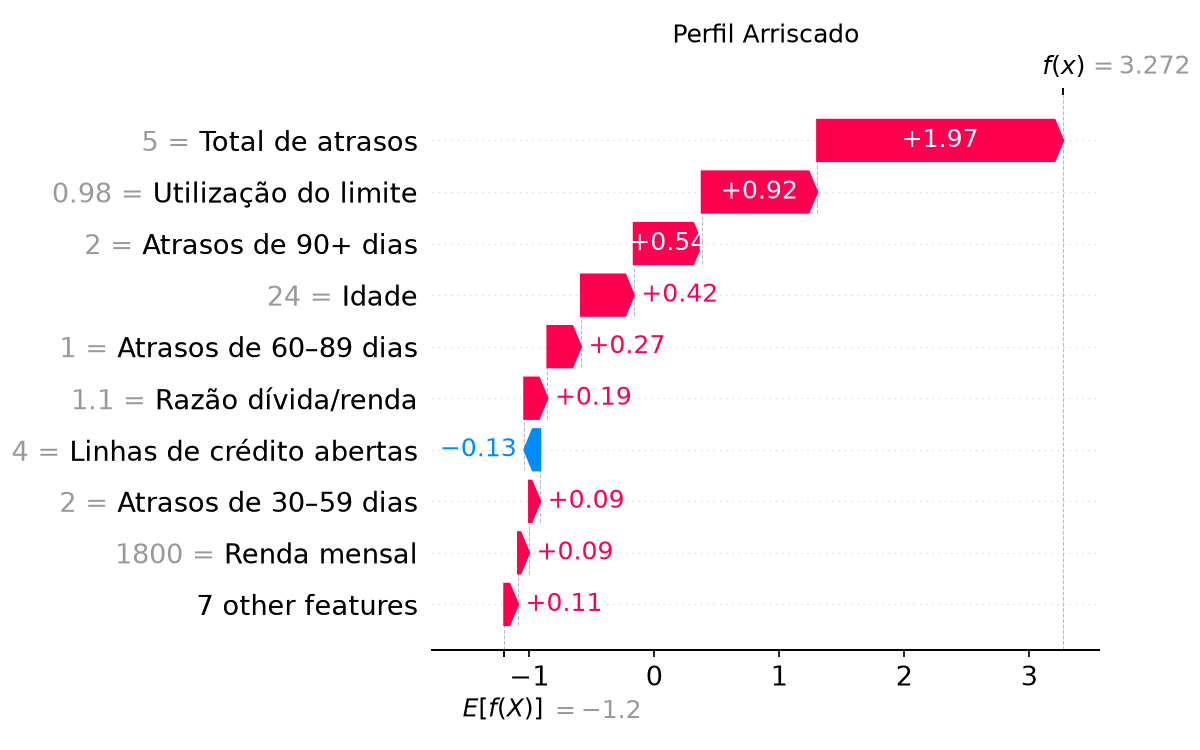 Perfil Arriscado
f(x) = 3.272
5 = Total de atrasos
+1.97
0.98 = Utilização do limite
+0.92
2 = Atrasos de 90+ dias
+0.54
24 = Idade
+0.42
1 = Atrasos de 60–89 dias
+0.27
1.1 = Razão dívida/renda
+0.19
4 = Linhas de crédito abertas
−0.13
2 = Atrasos de 30–59 dias
+0.09
1800 = Renda mensal
+0.09
7 other features
+0.11
−1 0 1 2 3
E[f(X)] = −1.2